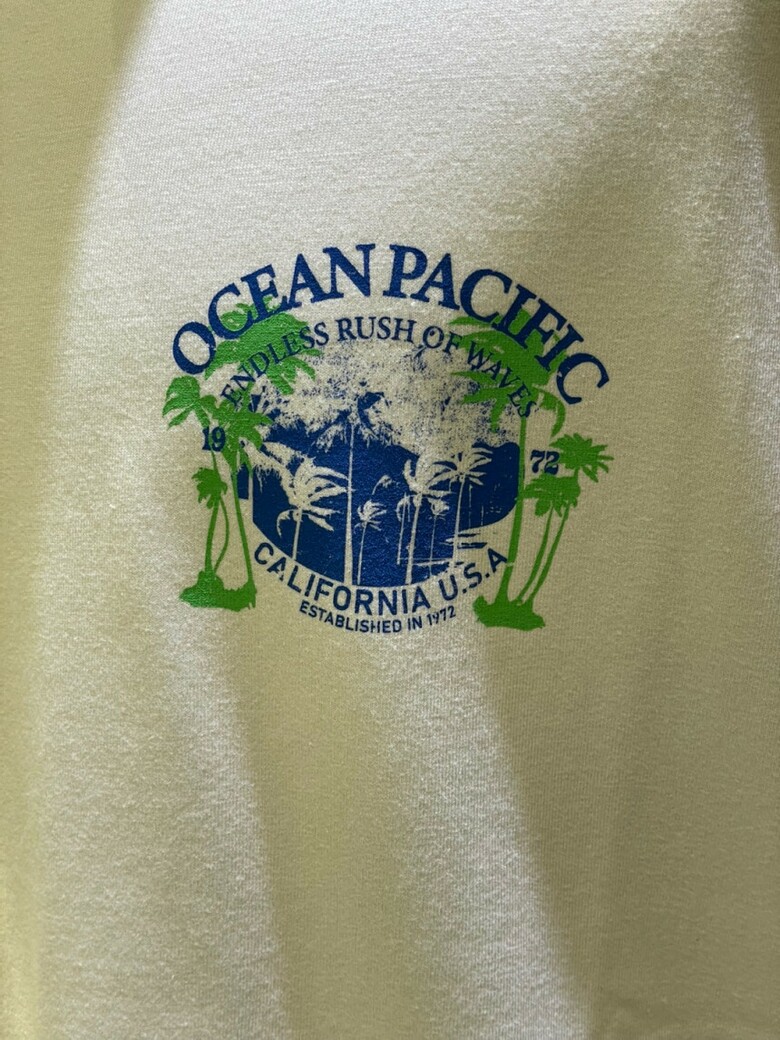 OCEAN PACIFIC
ENDLESS RUSH OF WAVES
19 72
CALIFORNIA U.S.A
ESTABLISHED IN 1972